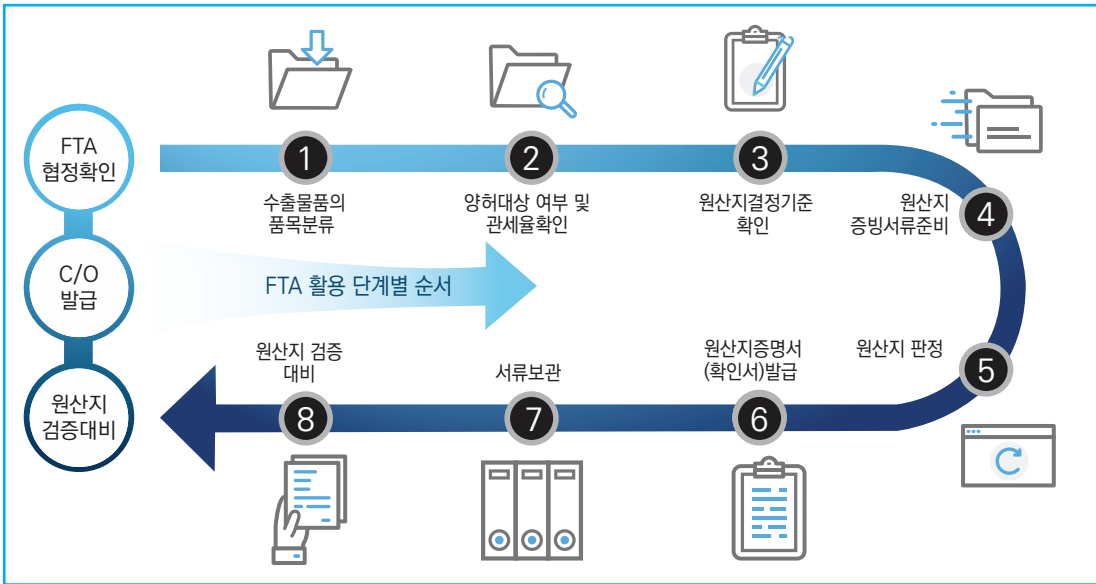 FTA
협정확인
C/O
발급
원산지
검증대비
1
수출물품의
품목분류
2
양허대상 여부 및
관세율확인
3
원산지결정기준
확인
4
원산지
증빙서류준비
FTA 활용 단계별 순서
5
원산지 판정
6
원산지증명서
(확인서)발급
7
서류보관
8
원산지 검증
대비